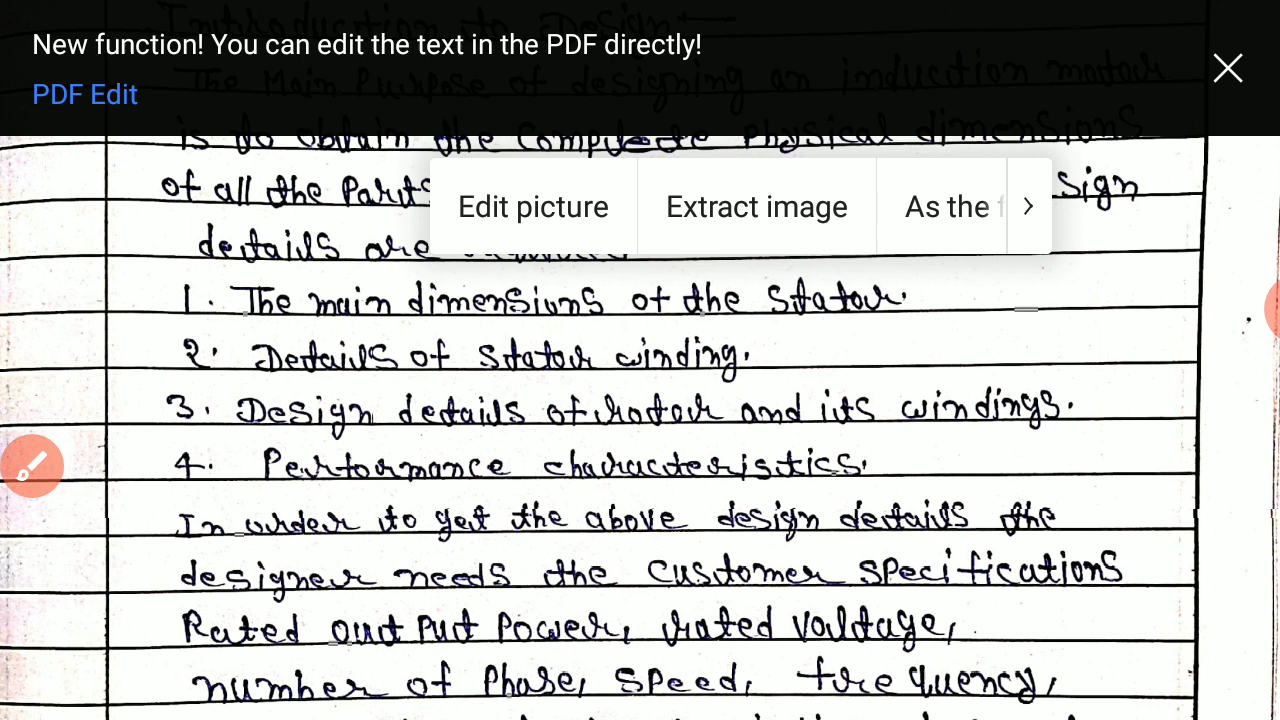 Introduction to Design:—
New function! You can edit the text in the PDF directly!
The Main Purpose of designing an induction motor
PDF Edit
is to obtain the Complete Physical dimensions
of all the Parts
Edit picture Extract image As the
sign
details are
1. The main dimensions of the stator.
2. Details of stator winding.
3. Design details of rotor and its windings.
4. Performance characteristics.
In order to get the above design details the
designer needs the customer specifications
Rated out put power, rated voltage,
number of Phase, speed, frequency,